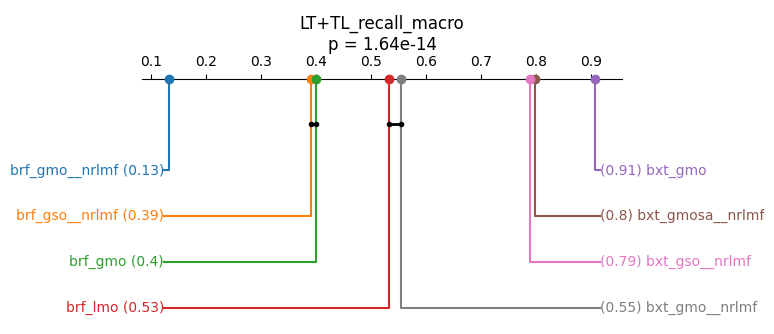 LT+TL_recall_macro
p = 1.64e-14
0.1 0.2 0.3 0.4 0.5 0.6 0.7 0.8 0.9
brf_gmo__nrlmf (0.13) (0.91) bxt_gmo
brf_gso__nrlmf (0.39) (0.8) bxt_gmosa__nrlmf
brf_gmo (0.4) (0.79) bxt_gso__nrlmf
brf_lmo (0.53) (0.55) bxt_gmo__nrlmf